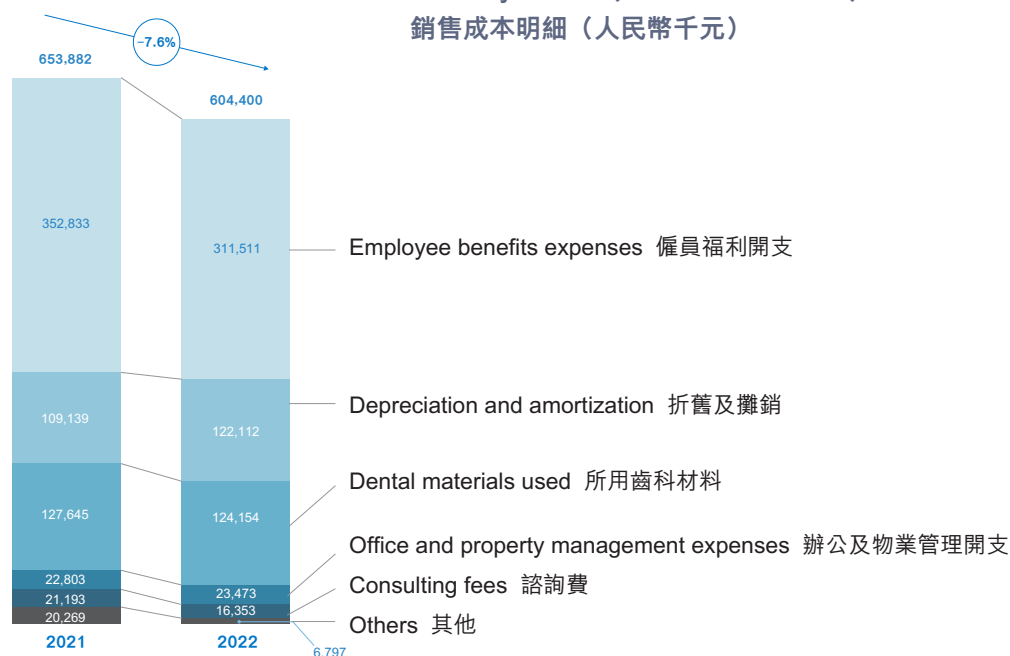 銷售成本明細（人民幣千元）
–7.6%
653,882
604,400
352,833
311,511
Employee benefits expenses 僱員福利開支
109,139
122,112
Depreciation and amortization 折舊及攤銷
127,645
124,154
Dental materials used 所用齒科材料
22,803
23,473
Office and property management expenses 辦公及物業管理開支
21,193
16,353
Consulting fees 諮詢費
20,269
6,797
Others 其他
2021
2022